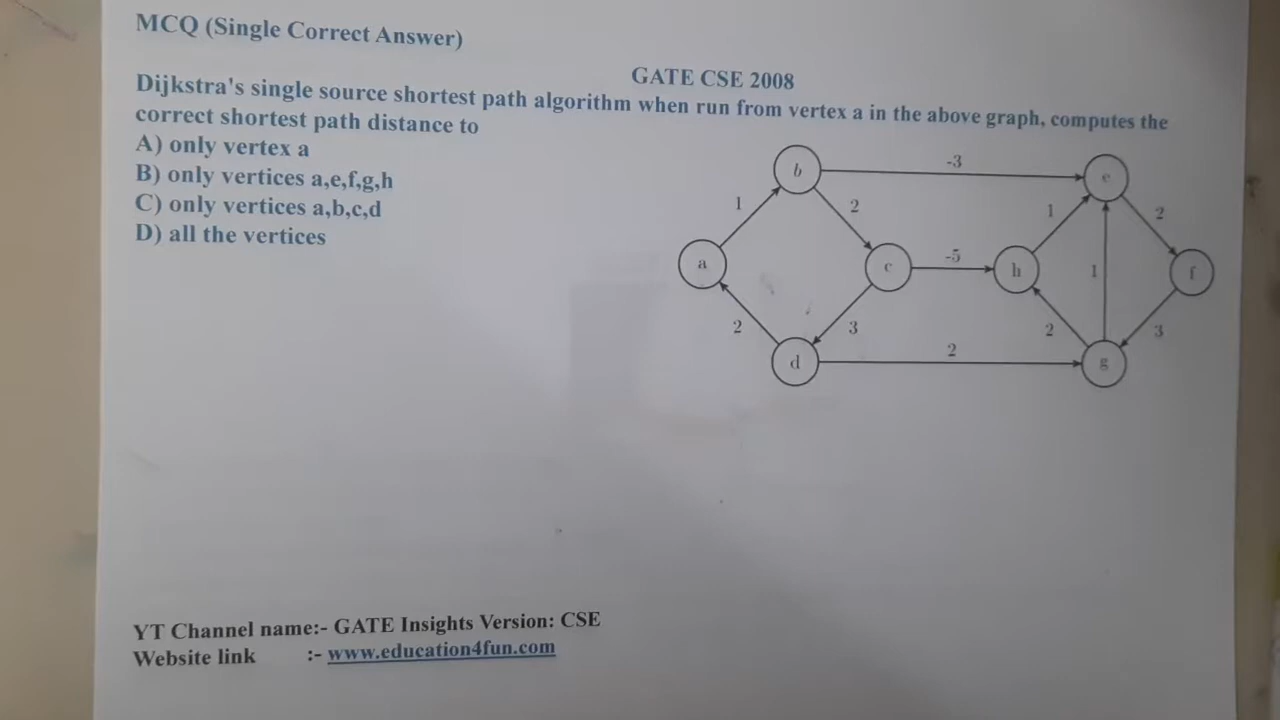 MCQ (Single Correct Answer)
GATE CSE 2008
Dijkstra's single source shortest path algorithm when run from vertex a in the above graph, computes the
correct shortest path distance to
A) only vertex a
B) only vertices a,e,f,g,h
C) only vertices a,b,c,d
D) all the vertices
b
-3
e
1
2
1
2
a
c
-5
h
1
f
2
3
2
3
d
2
g
YT Channel name:- GATE Insights Version: CSE
Website link :- www.education4fun.com